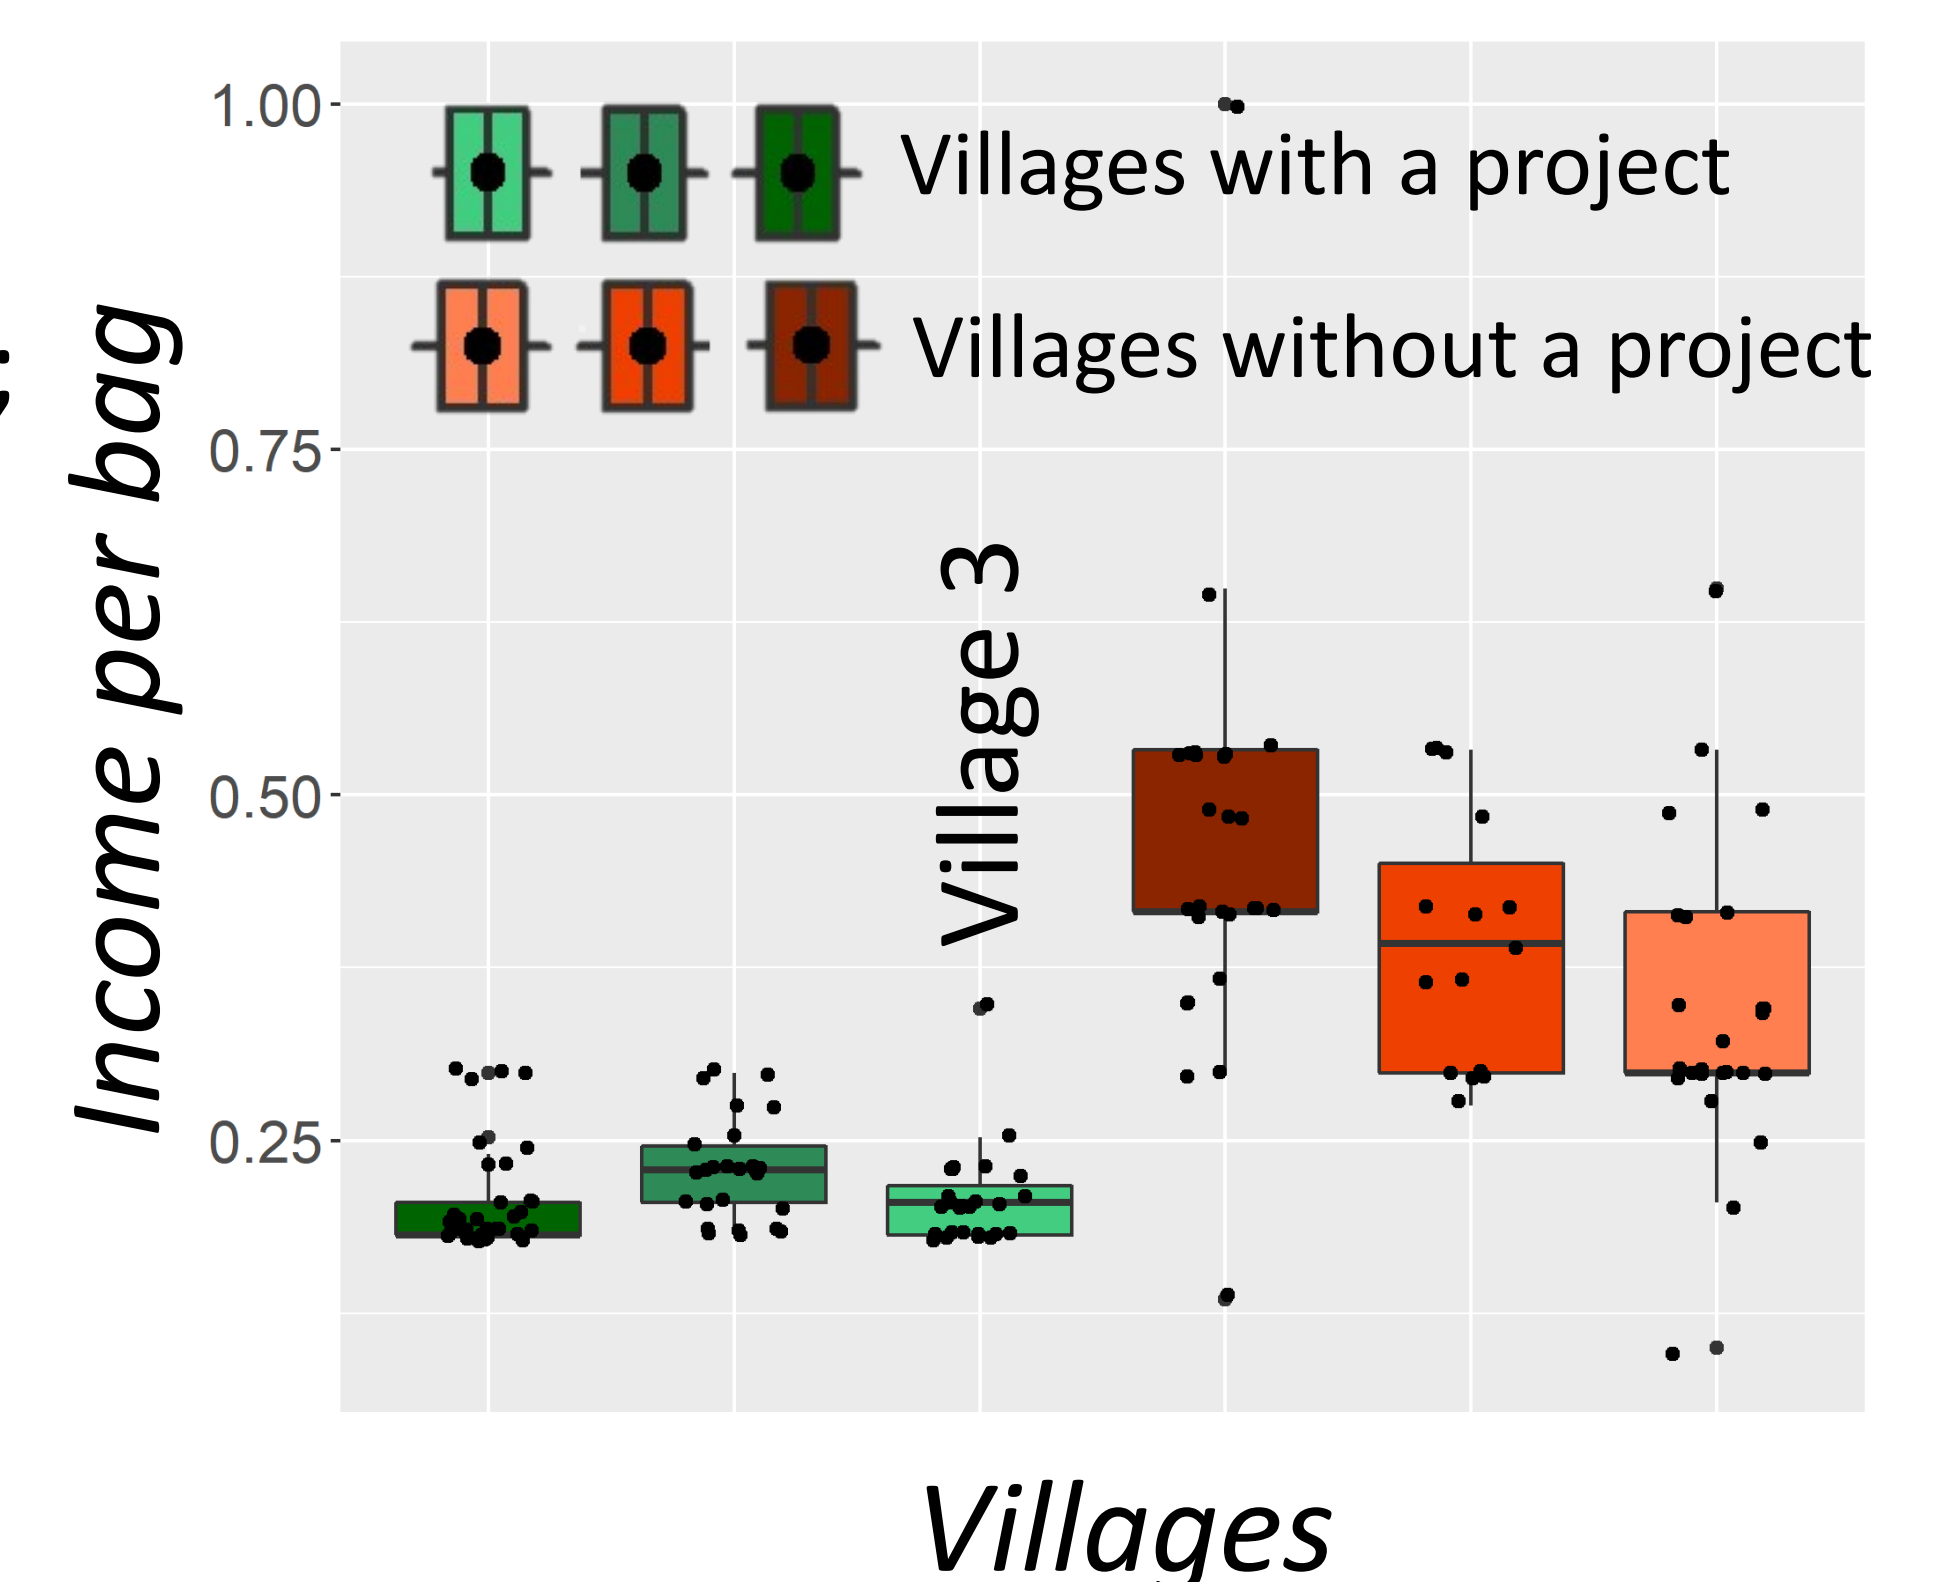 1.00
Villages with a project
Villages without a project
0.75
0.50
0.25
Income per bag
Village 3
Villages